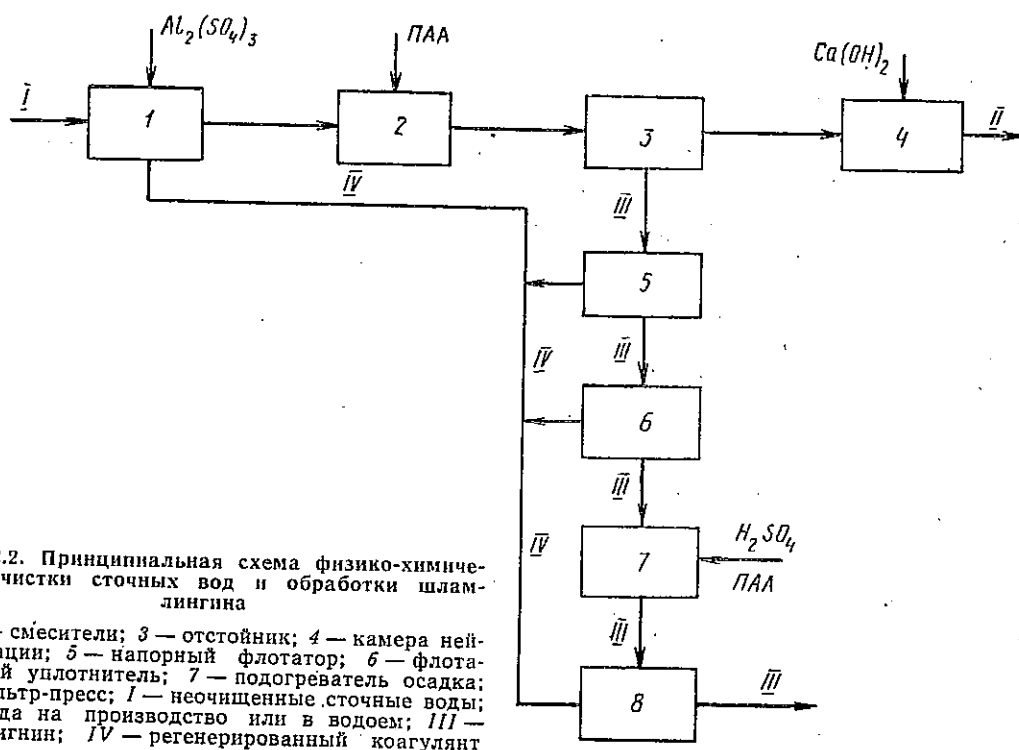 Al₂(SO₄)₃
ПАА
Ca(OH)₂
I
1
2
3
4
II
IV
III
5
IV
III
6
III
7
H₂SO₄
ПАА
IV
III
8
III
.2. Принципиальная схема физико-химиче-
чистки сточных вод и обработки шлам-
лингина
смесители; 3 — отстойник; 4 — камера ней-
ации; 5 — напорный флотатор; 6 — флота-
й уплотнитель; 7 — подогреватель осадка;
льтр-пресс; I — неочищенные сточные воды;
да на производство или в водоем; III —
игнин; IV — регенерированный коагулянт